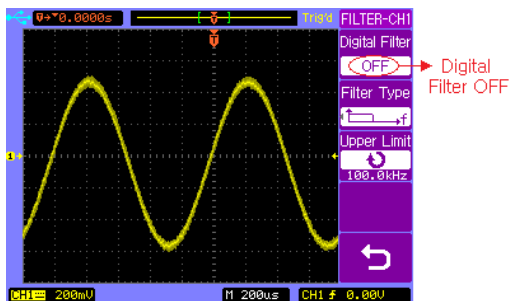 0.0000s Trig'd FILTER-CH1
T
Digital Filter
OFF
Digital
Filter OFF
Filter Type
f
Upper Limit
100.0kHz
1
CH1 200mV M 200us CH1 f 0.00V